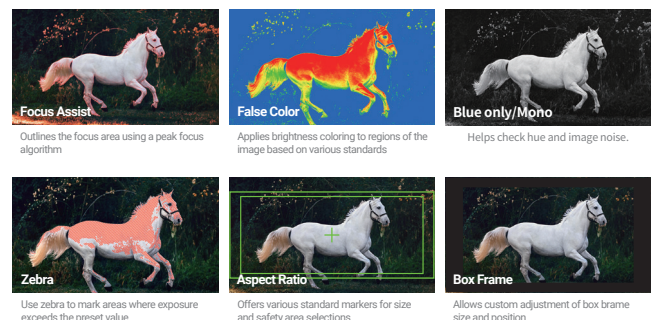 Focus Assist
False Color
Blue only/Mono
Outlines the focus area using a peak focus
algorithm
Applies brightness coloring to regions of the
image based on various standards
Helps check hue and image noise.
Zebra
Aspect Ratio
Box Frame
Use zebra to mark areas where exposure
exceeds the preset value
Offers various standard markers for size
and safety area selections
Allows custom adjustment of box brame
size and position